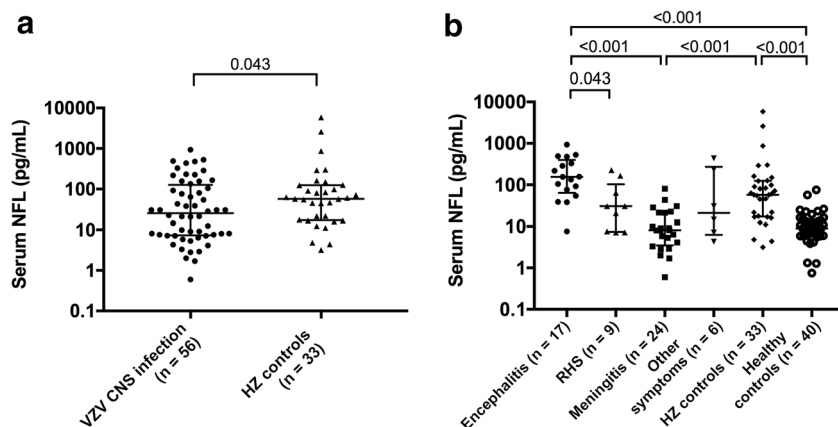 a
0.043
Serum NFL (pg/mL)
10000
1000
100
10
1
0.1
VZV CNS infection
(n = 56)
HZ controls
(n = 33)
b
<0.001
<0.001
<0.001
<0.001
0.043
Serum NFL (pg/mL)
10000
1000
100
10
1
0.1
Encephalitis (n = 17)
RHS (n = 9)
Meningitis (n = 24)
Other
symptoms (n = 6)
HZ controls (n = 33)
Healthy
controls (n = 40)